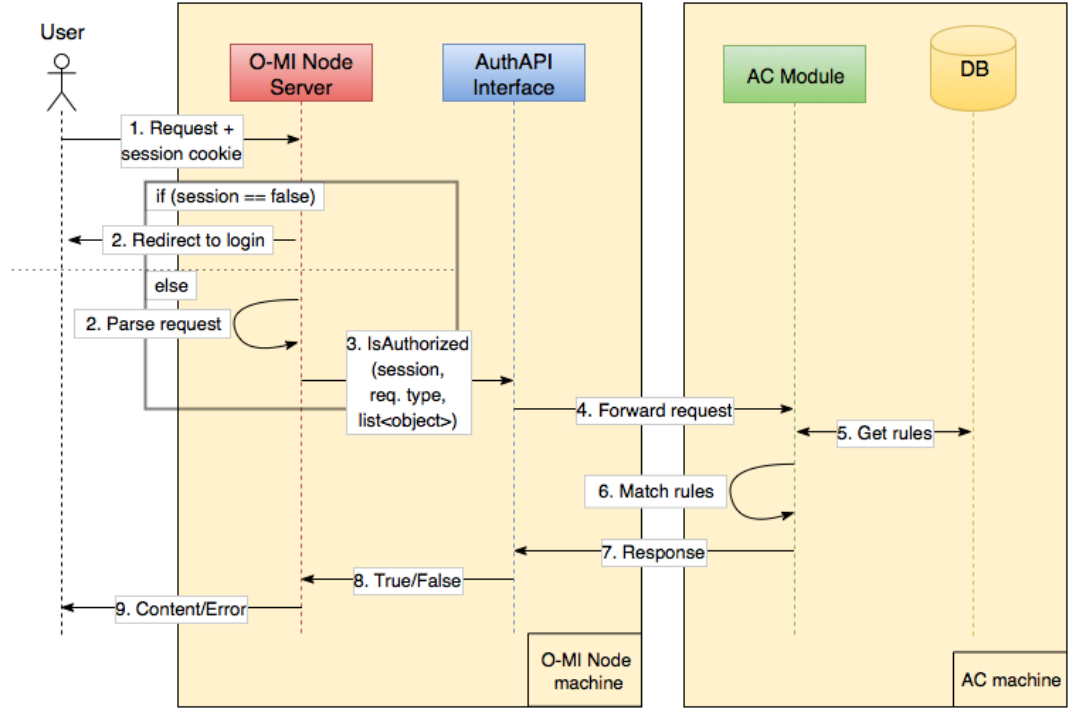 User
O-MI Node
Server
AuthAPI
Interface
AC Module
DB
1. Request +
session cookie
if (session == false)
2. Redirect to login
else
2. Parse request
3. IsAuthorized
(session,
req. type,
list<object>)
4. Forward request
5. Get rules
6. Match rules
7. Response
8. True/False
9. Content/Error
O-MI Node
machine
AC machine